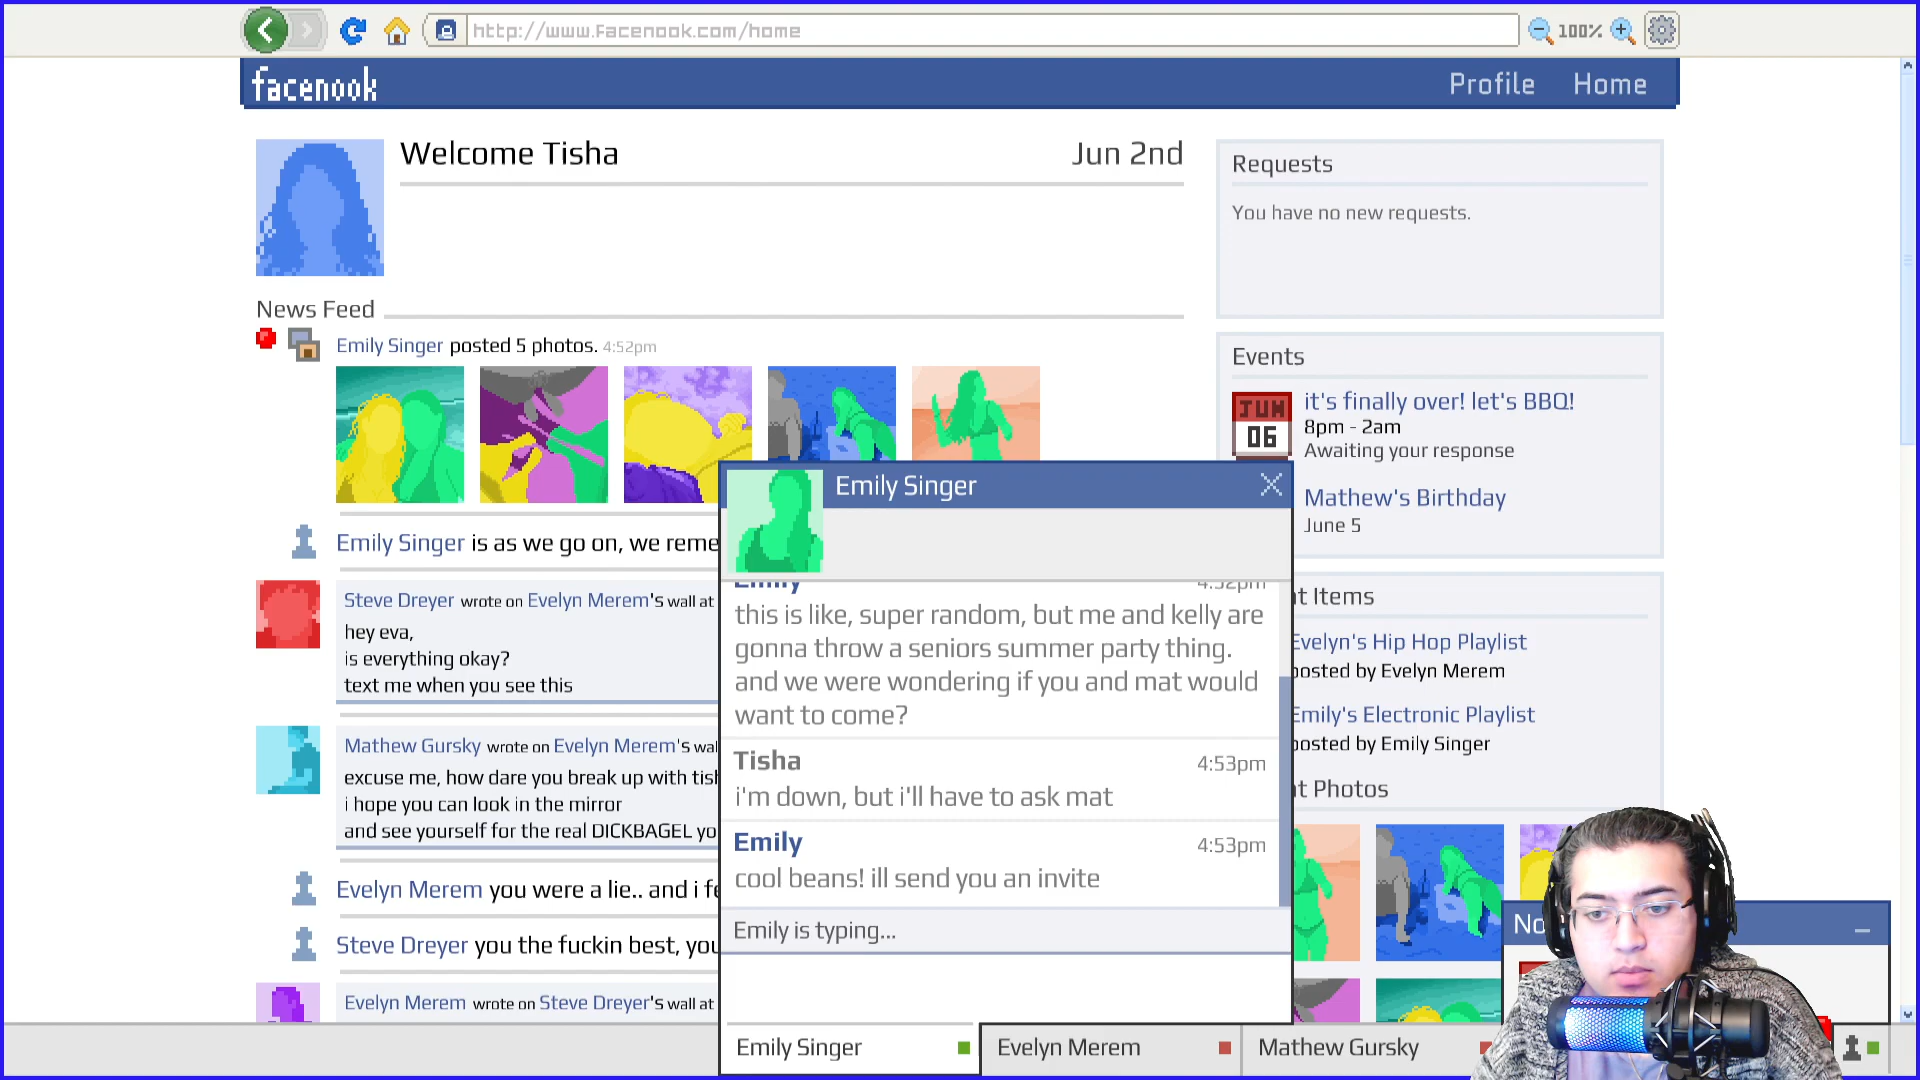 http://www.facenook.com/home
100%
facenook
Profile
Home
Welcome Tisha
Jun 2nd
News Feed
Emily Singer posted 5 photos. 4:52pm
Emily Singer is as we go on, we reme
Steve Dreyer wrote on Evelyn Merem's wall at
hey eva,
is everything okay?
text me when you see this
Mathew Gursky wrote on Evelyn Merem's wal
excuse me, how dare you break up with tish
i hope you can look in the mirror
and see yourself for the real DICKBAGEL yo
Evelyn Merem you were a lie.. and i fe
Steve Dreyer you the fuckin best, you
Evelyn Merem wrote on Steve Dreyer's wall at
Requests
You have no new requests.
Events
JUN
06
it's finally over! let's BBQ!
8pm - 2am
Awaiting your response
Mathew's Birthday
June 5
t Items
Evelyn's Hip Hop Playlist
posted by Evelyn Merem
Emily's Electronic Playlist
posted by Emily Singer
t Photos
Emily Singer
Emily 4:52pm
this is like, super random, but me and kelly are
gonna throw a seniors summer party thing.
and we were wondering if you and mat would
want to come?
Tisha 4:53pm
i'm down, but i'll have to ask mat
Emily 4:53pm
cool beans! ill send you an invite
Emily is typing...
No
Emily Singer
Evelyn Merem
Mathew Gursky